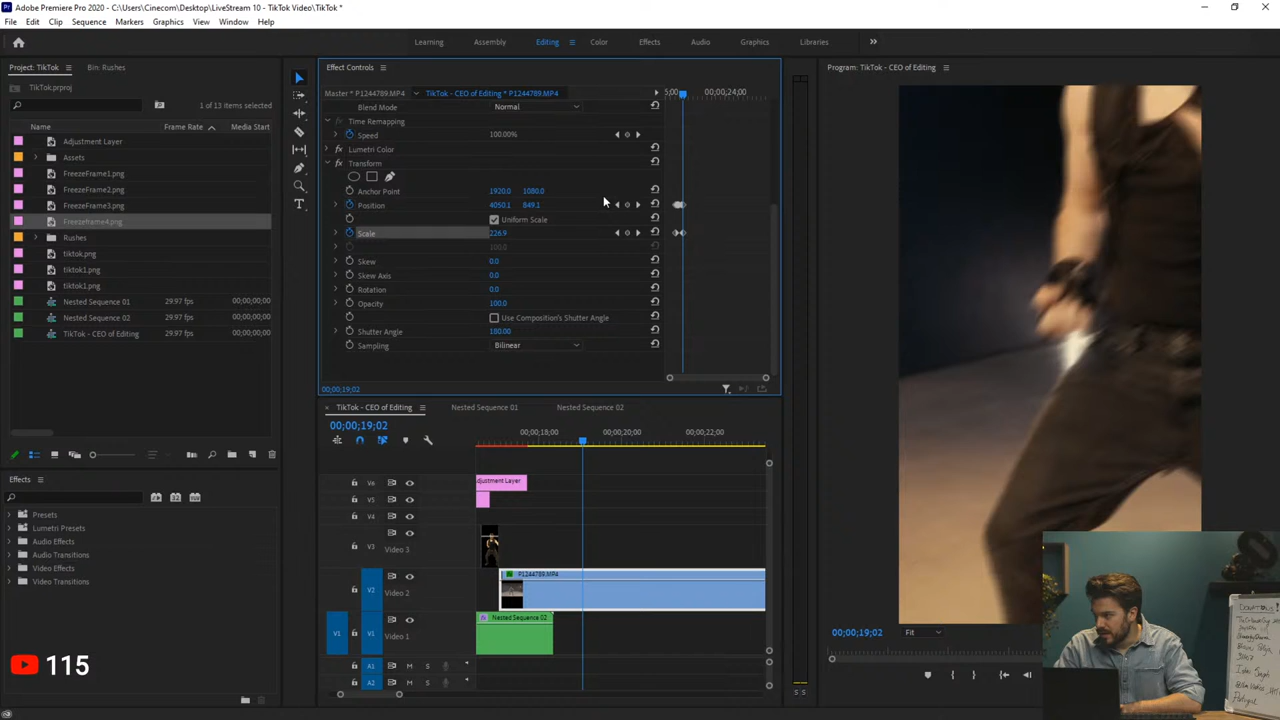 Adobe Premiere Pro 2020 - C:\Users\Cinecom\Desktop\LiveStream 10 - TikTok Video\TikTok *
File Edit Clip Sequence Markers Graphics View Window Help
Learning Assembly Editing Color Effects Audio Graphics Libraries
Project: TikTok Bin: Rushes
TikTok.prproj
1 of 13 items selected
Name Frame Rate Media Start
Adjustment Layer
Assets
FreezeFrame1.png
FreezeFrame2.png
FreezeFrame3.png
Freezeframe4.png
Rushes
tiktok.png
tiktok1.png
tiktok1.png
Nested Sequence 01 29.97 fps 00;00;00;00
Nested Sequence 02 29.97 fps 00;00;00;00
TikTok - CEO of Editing 29.97 fps 00;00;00;00
Effects
Presets
Lumetri Presets
Audio Effects
Audio Transitions
Video Effects
Video Transitions
115
Effect Controls
Master * P1244789.MP4 TikTok - CEO of Editing * P1244789.MP4 5;00 00;00;24;00
Blend Mode Normal
Time Remapping
Speed 100.00%
Lumetri Color
fx Transform
Anchor Point 1920.0 1080.0
Position 4050.1 849.1
Uniform Scale
Scale 226.9
100.0
Skew 0.0
Skew Axis 0.0
Rotation 0.0
Opacity 100.0
Use Composition's Shutter Angle
Shutter Angle 180.00
Sampling Bilinear
00;00;19;02
TikTok - CEO of Editing Nested Sequence 01 Nested Sequence 02
00;00;19;02
00;00;18;00 00;00;20;00 00;00;22;00
V6 djustment Layer
V5
V4
V3 Video 3
V2 Video 2 P1244789.MP4
V1 V1 Video 1 Nested Sequence 02
A1 M S
A2 M S
S S
Program: TikTok - CEO of Editing
00;00;19;02 Fit